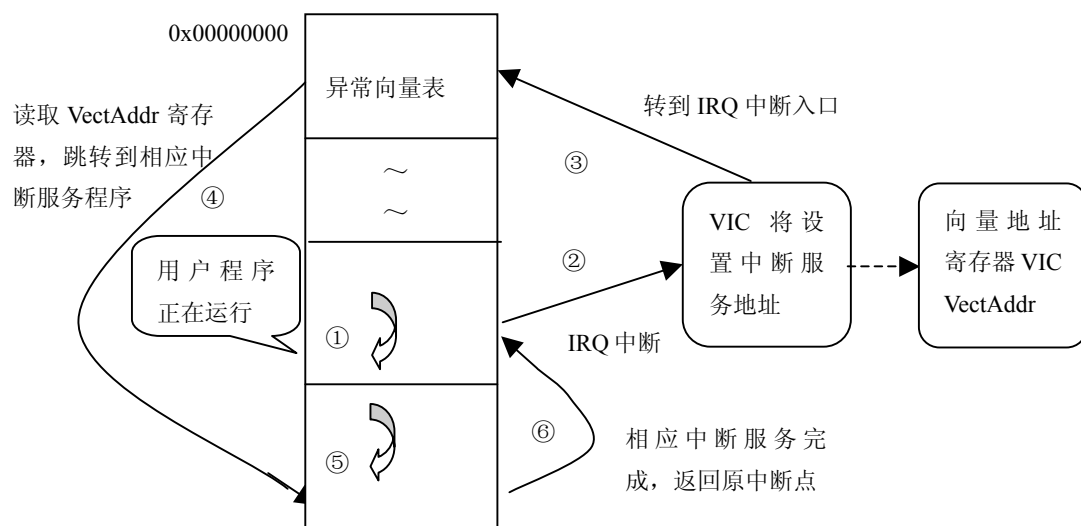 0x00000000
异常向量表
读取 VectAddr 寄存
器，跳转到相应中
断服务程序
④
～
～
用户程序
正在运行
①
⑤
转到 IRQ 中断入口
③
②
IRQ 中断
VIC 将设
置中断服
务地址
向量地址
寄存器 VIC
VectAddr
⑥
相应中断服务完
成，返回原中断点